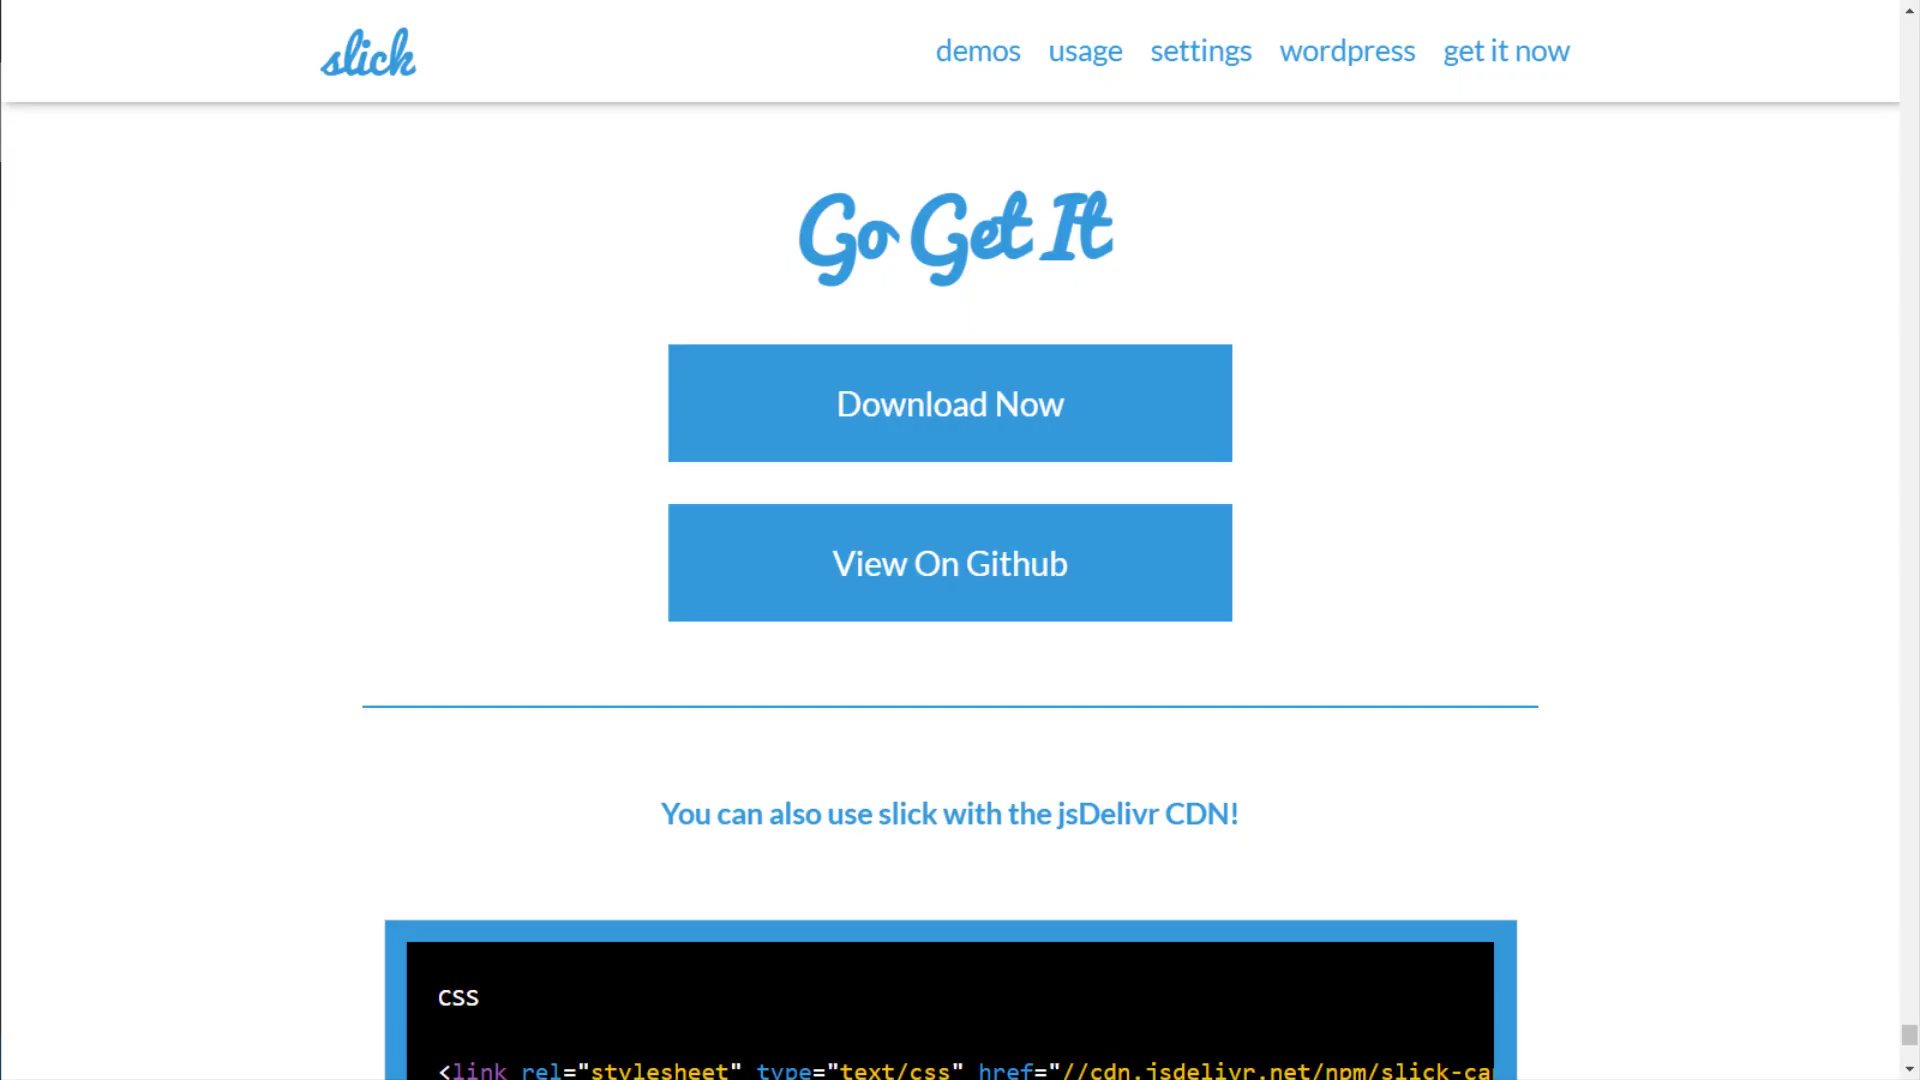 slick
demos usage settings wordpress get it now
Go Get It
Download Now
View On Github
You can also use slick with the jsDelivr CDN!
css
<link rel="stylesheet" type="text/css" href="//cdn.jsdelivr.net/npm/slick-ca